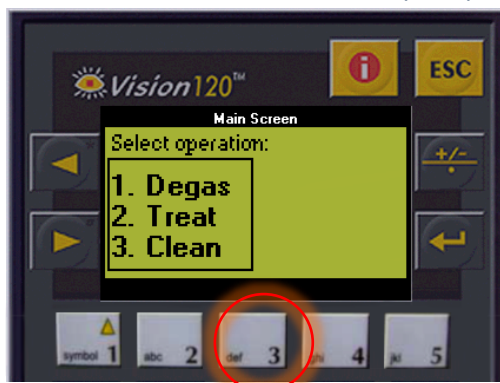 i
ESC
Vision120™
Main Screen
Select operation:
1. Degas
2. Treat
3. Clean
+/-
symbol 1
abc 2
def 3
ghi 4
jkl 5